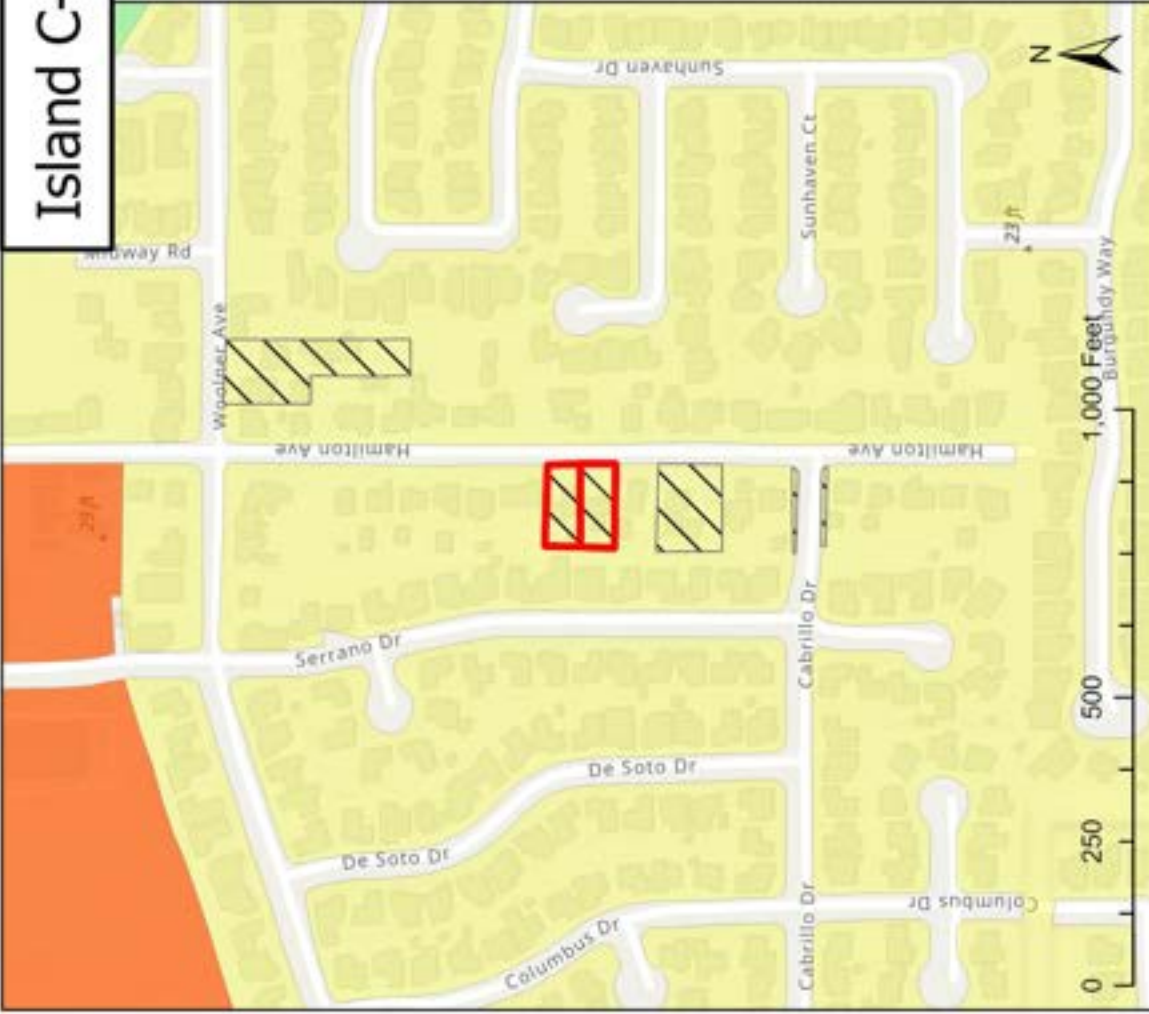 Island C-
N
Sunhaven Dr
Sunhaven Ct
23 ft
Midway Rd
Woolner Ave
Burgundy Way
Hamilton Ave
Hamilton Ave
29 ft
Serrano Dr
Cabrillo Dr
De Soto Dr
De Soto Dr
Columbus Dr
Cabrillo Dr
Columbus Dr
0
250
500
1,000 Feet